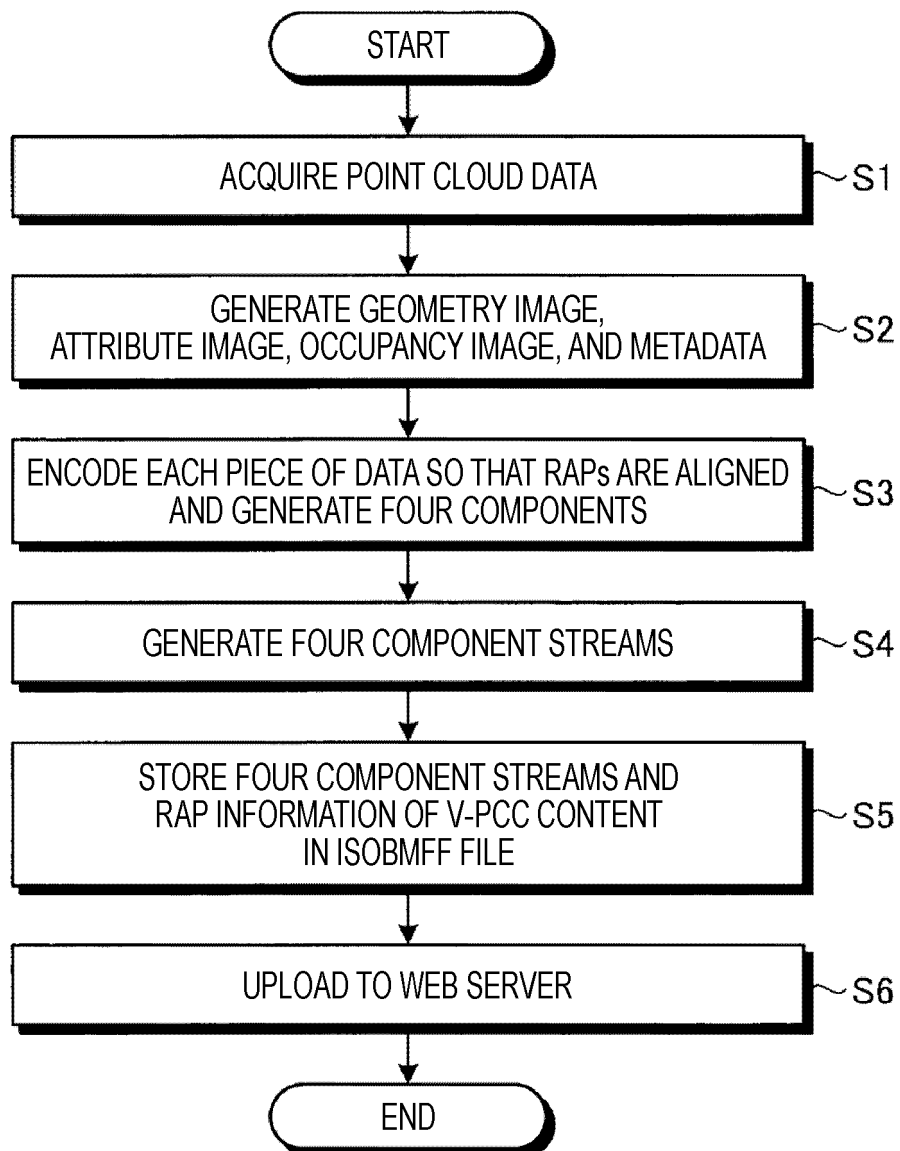 START
ACQUIRE POINT CLOUD DATA
S1
GENERATE GEOMETRY IMAGE,
ATTRIBUTE IMAGE, OCCUPANCY IMAGE, AND METADATA
S2
ENCODE EACH PIECE OF DATA SO THAT RAPs ARE ALIGNED
AND GENERATE FOUR COMPONENTS
S3
GENERATE FOUR COMPONENT STREAMS
S4
STORE FOUR COMPONENT STREAMS AND
RAP INFORMATION OF V-PCC CONTENT
IN ISOBMFF FILE
S5
UPLOAD TO WEB SERVER
S6
END